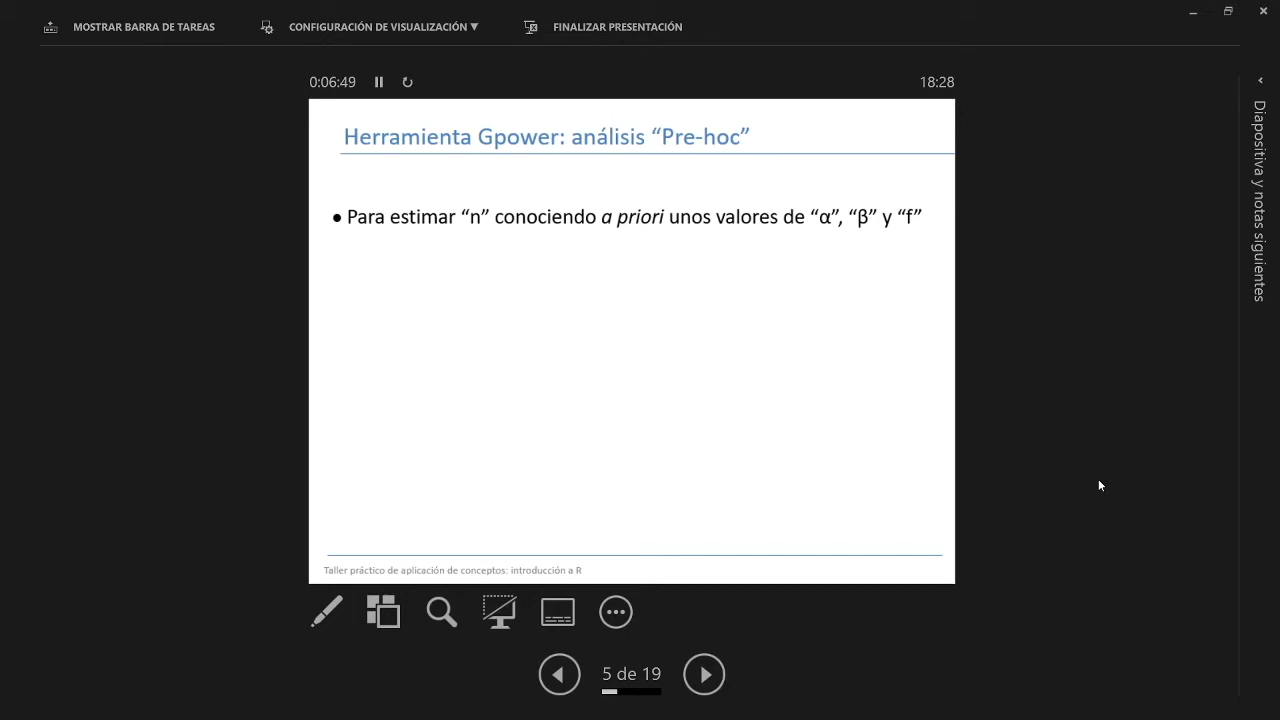 MOSTRAR BARRA DE TAREAS
CONFIGURACIÓN DE VISUALIZACIÓN ▼
FINALIZAR PRESENTACIÓN
0:06:49
18:28
Herramienta Gpower: análisis “Pre-hoc”
● Para estimar “n” conociendo a priori unos valores de “α”, “β” y “f”
Taller práctico de aplicación de conceptos: introducción a R
5 de 19
Diapositiva y notas siguientes